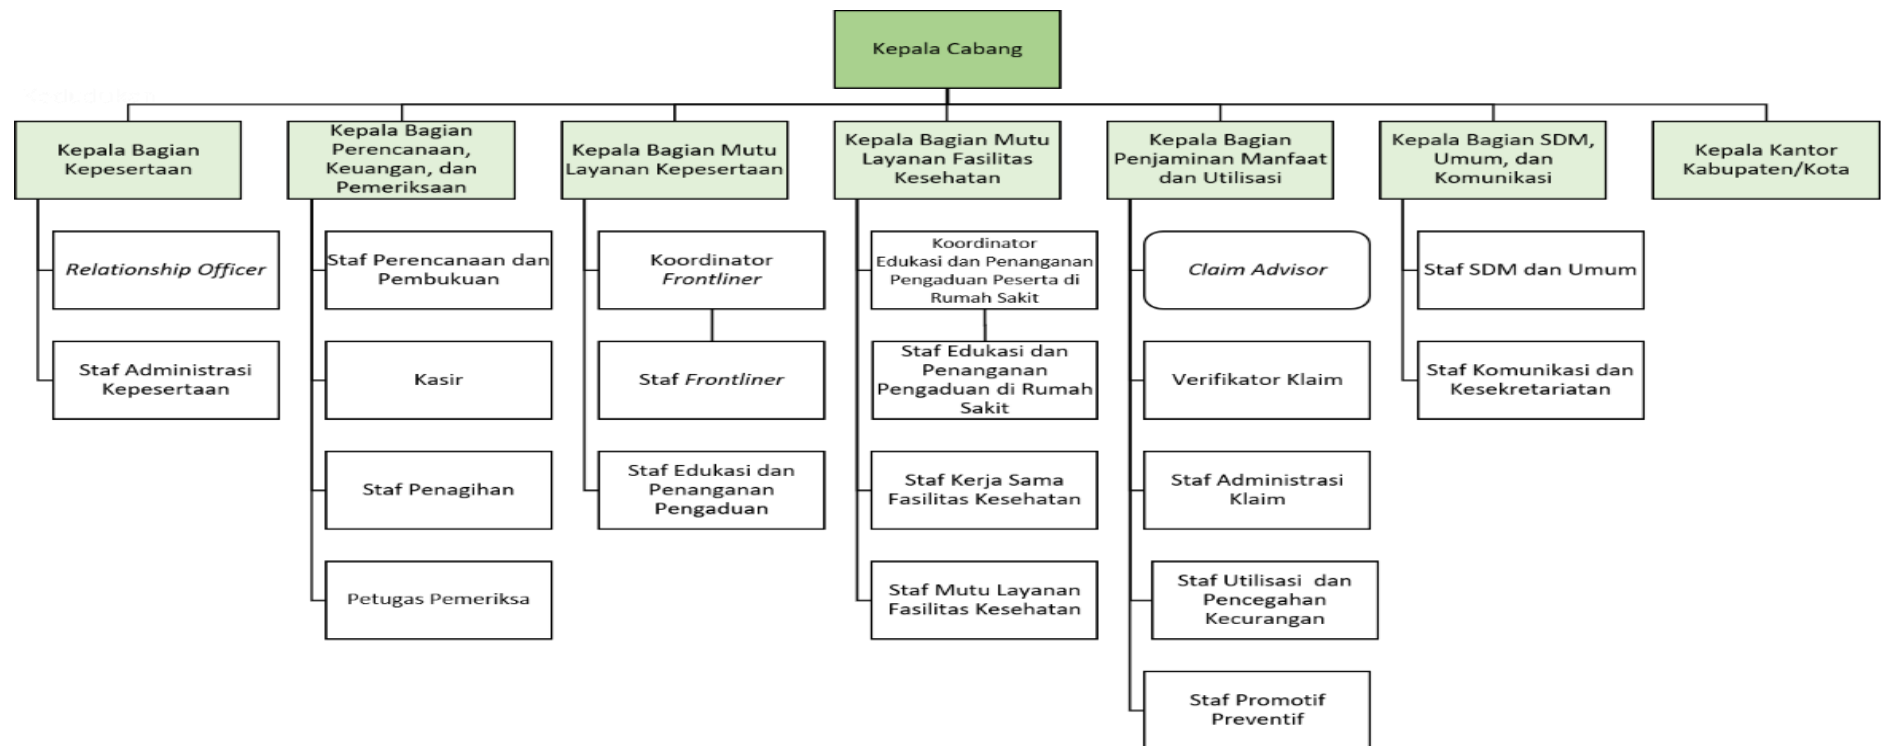 Kepala Cabang
Kepala Bagian
Kepesertaan
Kepala Bagian
Perencanaan,
Keuangan, dan
Pemeriksaan
Kepala Bagian Mutu
Layanan Kepesertaan
Kepala Bagian Mutu
Layanan Fasilitas
Kesehatan
Kepala Bagian
Penjaminan Manfaat
dan Utilisasi
Kepala Bagian SDM,
Umum, dan
Komunikasi
Kepala Kantor
Kabupaten/Kota
Relationship Officer
Staf Administrasi
Kepesertaan
Staf Perencanaan dan
Pembukuan
Kasir
Staf Penagihan
Petugas Pemeriksa
Koordinator
Frontliner
Staf Frontliner
Staf Edukasi dan
Penanganan
Pengaduan
Koordinator
Edukasi dan Penanganan
Pengaduan Peserta di
Rumah Sakit
Staf Edukasi dan
Penanganan
Pengaduan di Rumah
Sakit
Staf Kerja Sama
Fasilitas Kesehatan
Staf Mutu Layanan
Fasilitas Kesehatan
Claim Advisor
Verifikator Klaim
Staf Administrasi
Klaim
Staf Utilisasi dan
Pencegahan
Kecurangan
Staf Promotif
Preventif
Staf SDM dan Umum
Staf Komunikasi dan
Kesekretariatan